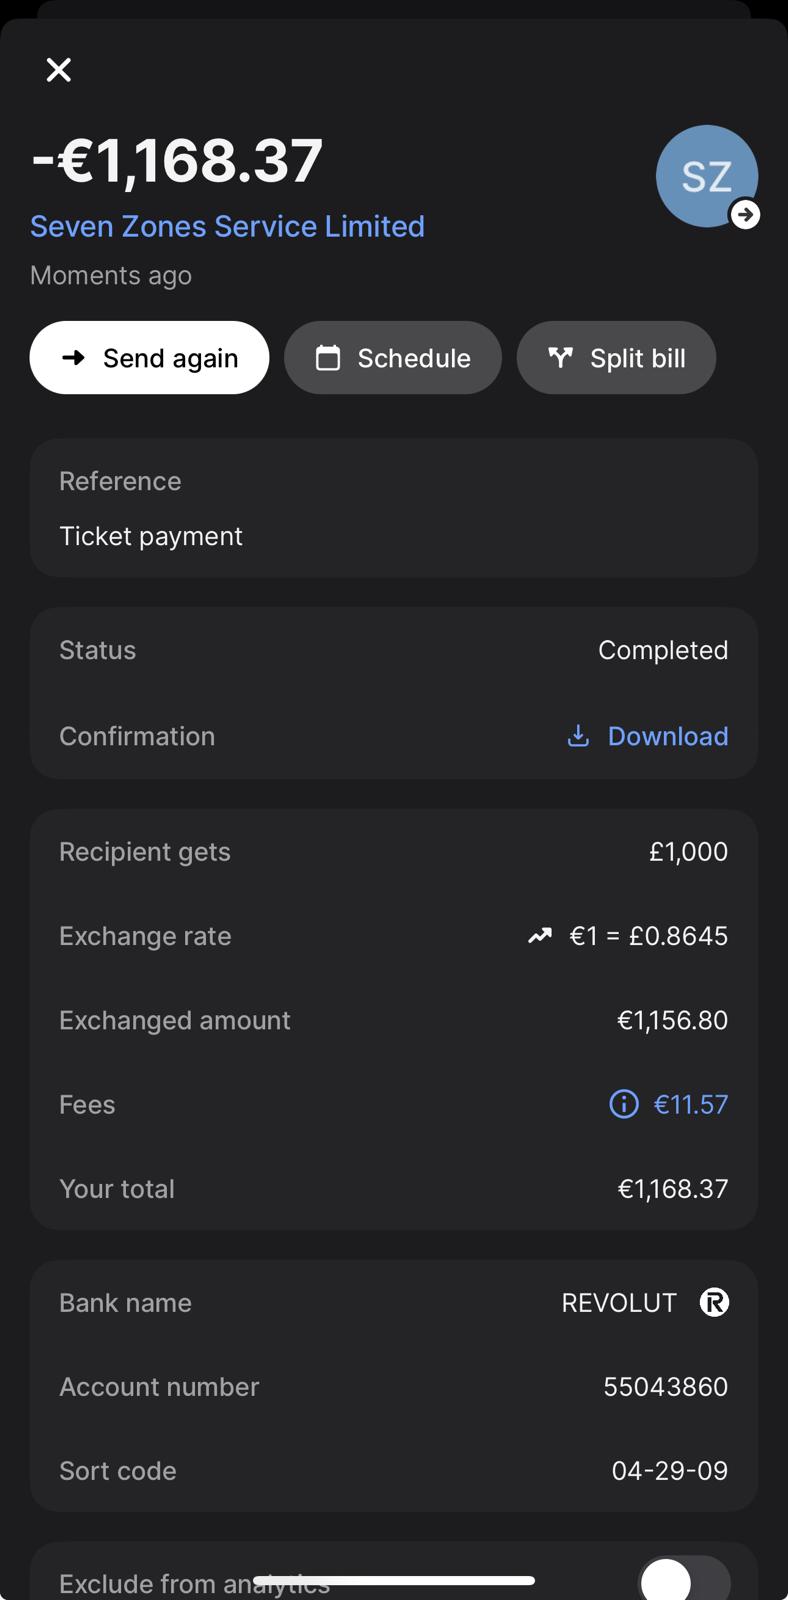 -€1,168.37
SZ
Seven Zones Service Limited
Moments ago
Send again Schedule Split bill
Reference
Ticket payment
Status Completed
Confirmation Download
Recipient gets £1,000
Exchange rate €1 = £0.8645
Exchanged amount €1,156.80
Fees €11.57
Your total €1,168.37
Bank name REVOLUT R
Account number 55043860
Sort code 04-29-09
Exclude from analytics